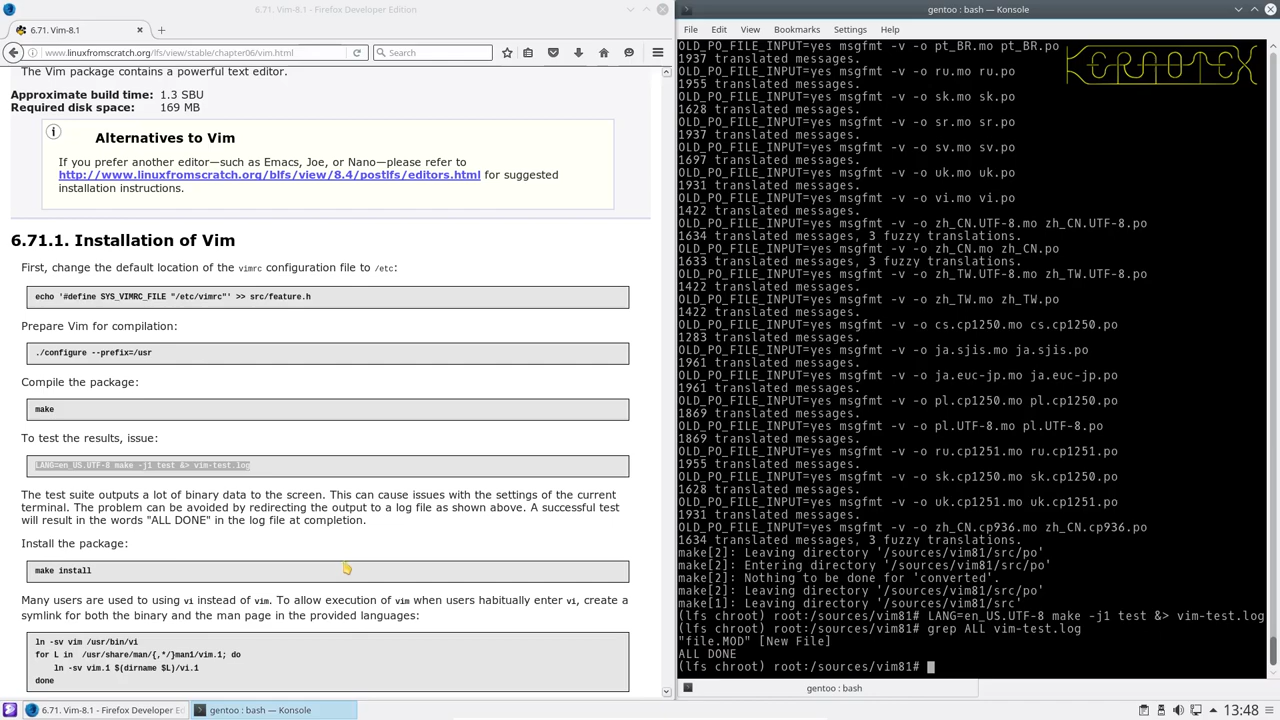 6.71. Vim-8.1 - Firefox Developer Edition
6.71. Vim-8.1
www.linuxfromscratch.org/lfs/view/stable/chapter06/vim.html
Search
The Vim package contains a powerful text editor.
Approximate build time: 1.3 SBU
Required disk space: 169 MB
Alternatives to Vim
If you prefer another editor—such as Emacs, Joe, or Nano—please refer to
http://www.linuxfromscratch.org/blfs/view/8.4/postlfs/editors.html for suggested
installation instructions.
6.71.1. Installation of Vim
First, change the default location of the vimrc configuration file to /etc:
echo '#define SYS_VIMRC_FILE "/etc/vimrc"' >> src/feature.h
Prepare Vim for compilation:
./configure --prefix=/usr
Compile the package:
make
To test the results, issue:
LANG=en_US.UTF-8 make -j1 test &> vim-test.log
The test suite outputs a lot of binary data to the screen. This can cause issues with the settings of the current
terminal. The problem can be avoided by redirecting the output to a log file as shown above. A successful test
will result in the words "ALL DONE" in the log file at completion.
Install the package:
make install
Many users are used to using vi instead of vim. To allow execution of vim when users habitually enter vi, create a
symlink for both the binary and the man page in the provided languages:
ln -sv vim /usr/bin/vi
for L in /usr/share/man/{,*/}man1/vim.1; do
ln -sv vim.1 $(dirname $L)/vi.1
done
gentoo : bash — Konsole
File Edit View Bookmarks Settings Help
KERNOTEX
OLD_PO_FILE_INPUT=yes msgfmt -v -o pt_BR.mo pt_BR.po
1937 translated messages.
OLD_PO_FILE_INPUT=yes msgfmt -v -o ru.mo ru.po
1955 translated messages.
OLD_PO_FILE_INPUT=yes msgfmt -v -o sk.mo sk.po
1628 translated messages.
OLD_PO_FILE_INPUT=yes msgfmt -v -o sr.mo sr.po
1937 translated messages.
OLD_PO_FILE_INPUT=yes msgfmt -v -o sv.mo sv.po
1697 translated messages.
OLD_PO_FILE_INPUT=yes msgfmt -v -o uk.mo uk.po
1931 translated messages.
OLD_PO_FILE_INPUT=yes msgfmt -v -o vi.mo vi.po
1422 translated messages.
OLD_PO_FILE_INPUT=yes msgfmt -v -o zh_CN.UTF-8.mo zh_CN.UTF-8.po
1634 translated messages, 3 fuzzy translations.
OLD_PO_FILE_INPUT=yes msgfmt -v -o zh_CN.mo zh_CN.po
1633 translated messages, 3 fuzzy translations.
OLD_PO_FILE_INPUT=yes msgfmt -v -o zh_TW.UTF-8.mo zh_TW.UTF-8.po
1422 translated messages.
OLD_PO_FILE_INPUT=yes msgfmt -v -o zh_TW.mo zh_TW.po
1422 translated messages.
OLD_PO_FILE_INPUT=yes msgfmt -v -o cs.cp1250.mo cs.cp1250.po
1283 translated messages.
OLD_PO_FILE_INPUT=yes msgfmt -v -o ja.sjis.mo ja.sjis.po
1961 translated messages.
OLD_PO_FILE_INPUT=yes msgfmt -v -o ja.euc-jp.mo ja.euc-jp.po
1961 translated messages.
OLD_PO_FILE_INPUT=yes msgfmt -v -o pl.cp1250.mo pl.cp1250.po
1869 translated messages.
OLD_PO_FILE_INPUT=yes msgfmt -v -o pl.UTF-8.mo pl.UTF-8.po
1869 translated messages.
OLD_PO_FILE_INPUT=yes msgfmt -v -o ru.cp1251.mo ru.cp1251.po
1955 translated messages.
OLD_PO_FILE_INPUT=yes msgfmt -v -o sk.cp1250.mo sk.cp1250.po
1628 translated messages.
OLD_PO_FILE_INPUT=yes msgfmt -v -o uk.cp1251.mo uk.cp1251.po
1931 translated messages.
OLD_PO_FILE_INPUT=yes msgfmt -v -o zh_CN.cp936.mo zh_CN.cp936.po
1634 translated messages, 3 fuzzy translations.
make[2]: Leaving directory '/sources/vim81/src/po'
make[2]: Entering directory '/sources/vim81/src/po'
make[2]: Nothing to be done for 'converted'.
make[2]: Leaving directory '/sources/vim81/src/po'
make[1]: Leaving directory '/sources/vim81/src'
(lfs chroot) root:/sources/vim81# LANG=en_US.UTF-8 make -j1 test &> vim-test.log
(lfs chroot) root:/sources/vim81# grep ALL vim-test.log
"file.MOD" [New File]
ALL DONE
(lfs chroot) root:/sources/vim81#
gentoo : bash
6.71. Vim-8.1 - Firefox Developer Ed
gentoo : bash — Konsole
13:48